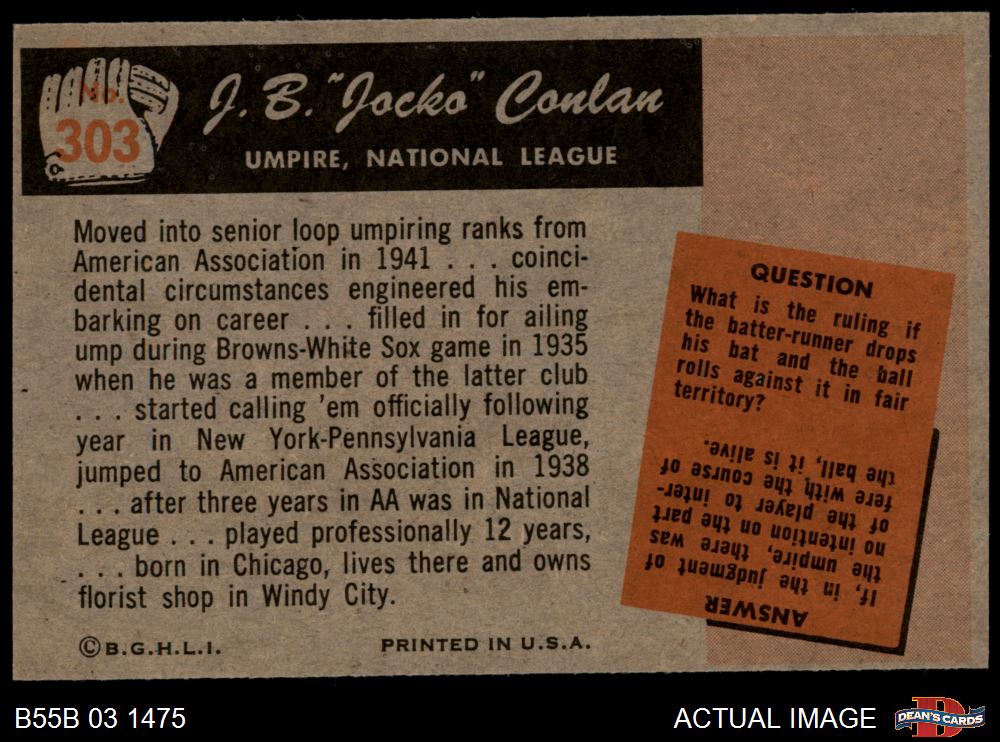 No.
303
J. B. "Jocko" Conlan
UMPIRE, NATIONAL LEAGUE
Moved into senior loop umpiring ranks from
American Association in 1941 . . . coinci-
dental circumstances engineered his em-
barking on career . . . filled in for ailing
ump during Browns-White Sox game in 1935
when he was a member of the latter club
. . . started calling 'em officially following
year in New York-Pennsylvania League,
jumped to American Association in 1938
. . . after three years in AA was in National
League . . . played professionally 12 years,
. . . born in Chicago, lives there and owns
florist shop in Windy City.
©B.G.H.L.I.
PRINTED IN U.S.A.
QUESTION
What is the ruling if
the batter-runner drops
his bat and the ball
rolls against it in fair
territory?
ANSWER
If, in the judgment of
the umpire, there was
no intention on the part
of the player to inter-
fere with the course of
the ball, it is alive.
B55B 03 1475
ACTUAL IMAGE
D
DEAN'S CARDS